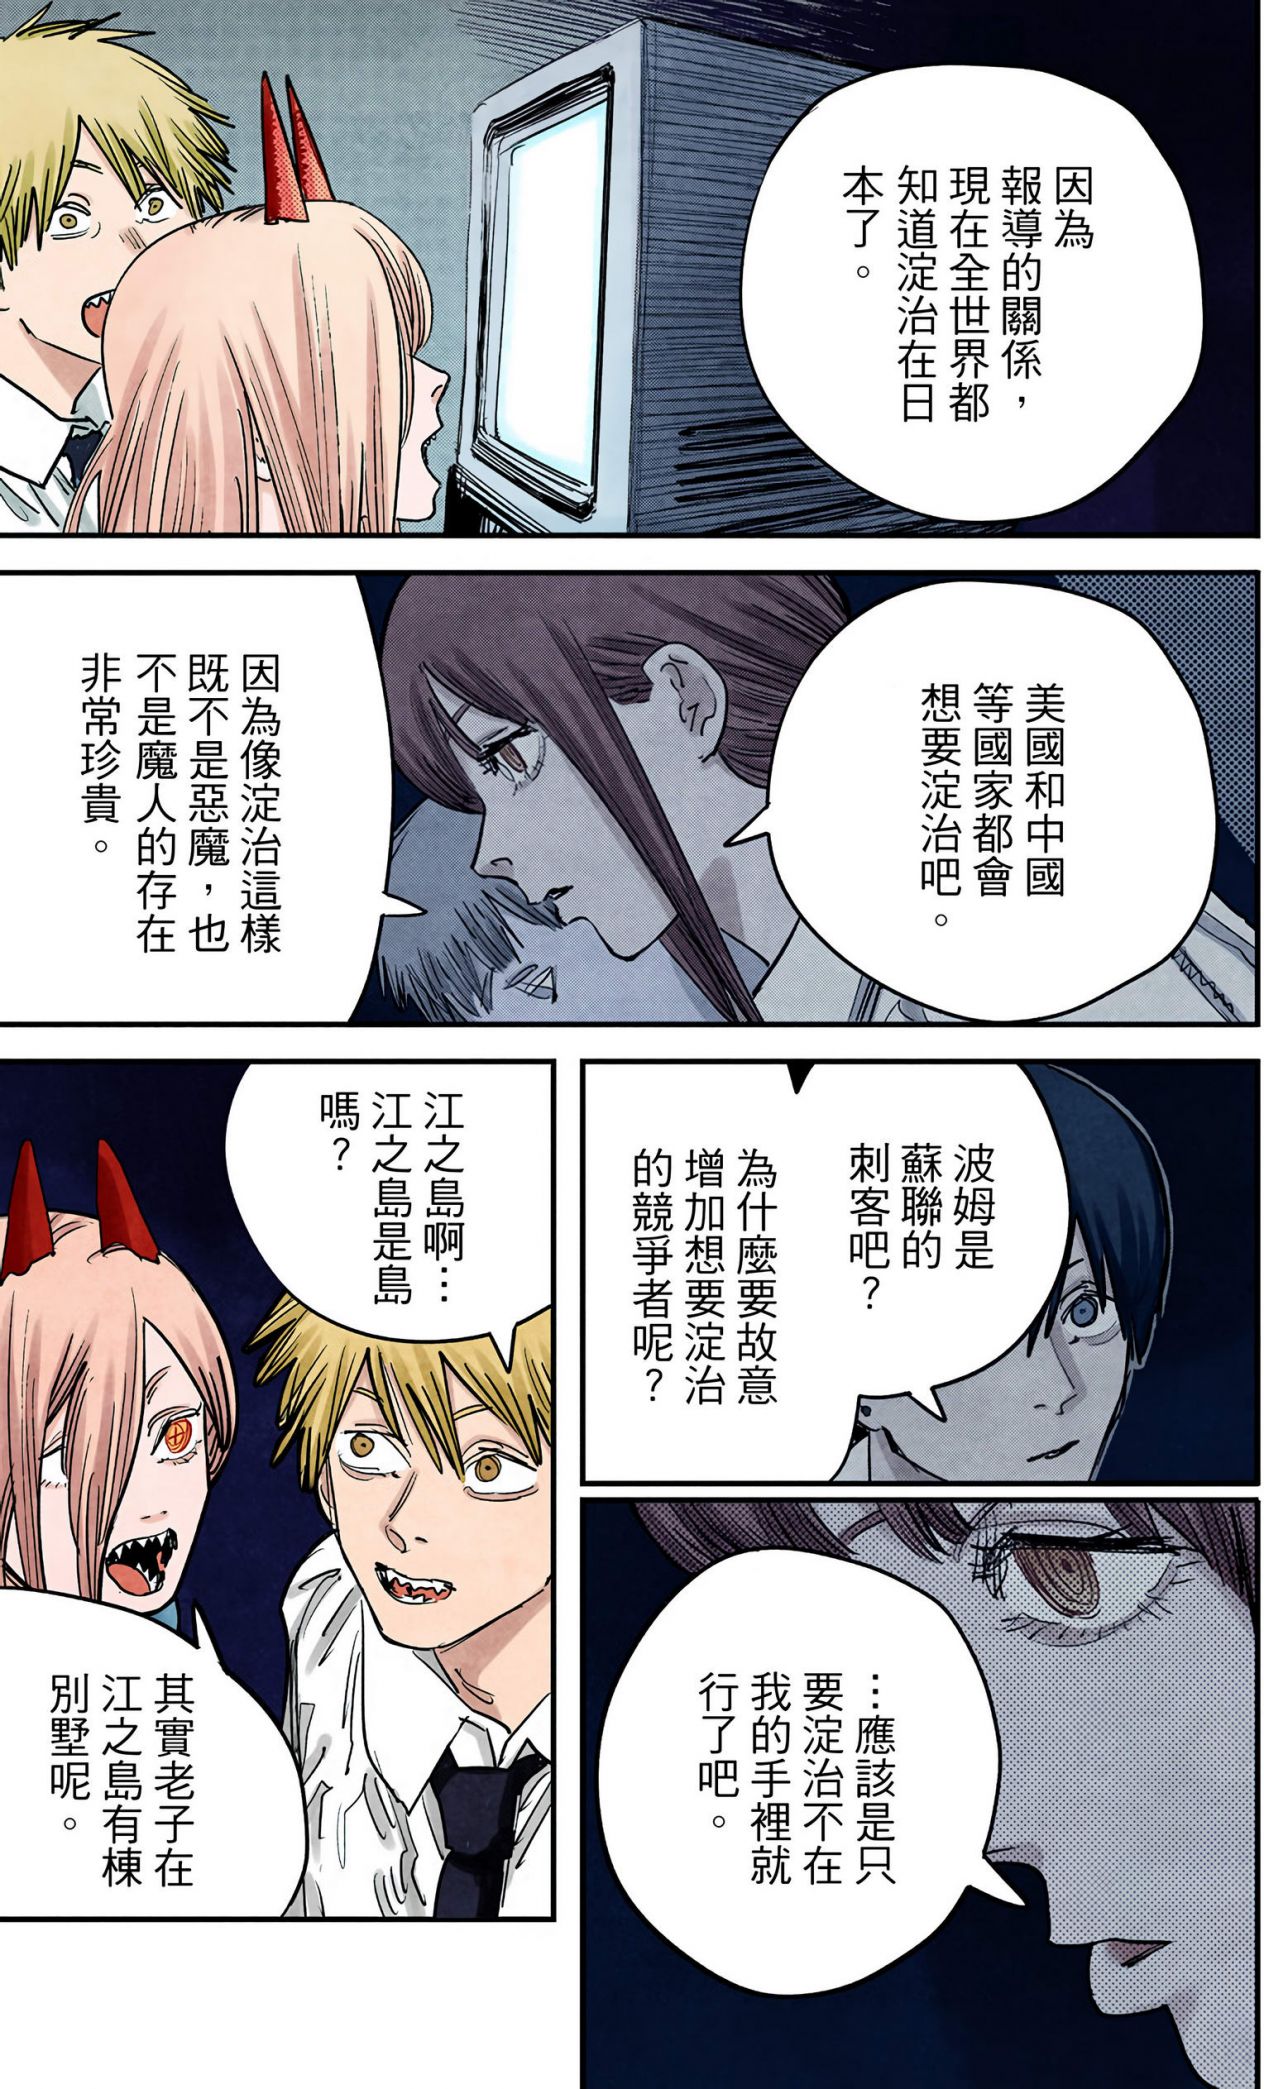 因為
報導的關係，
現在全世界都
知道淀治在日
本了。
美國和中國
等國家都會
想要淀治吧。
因為像淀治這樣
既不是惡魔，也
不是魔人的存在
非常珍貴。
波姆是
蘇聯的
刺客吧？
為什麼要故意
增加想要淀治
的競爭者呢？
…應該是只
要淀治不在
我的手裡就
行了吧。
江之島啊…
江之島是島
嗎？
其實老子在
江之島有棟
別墅呢。